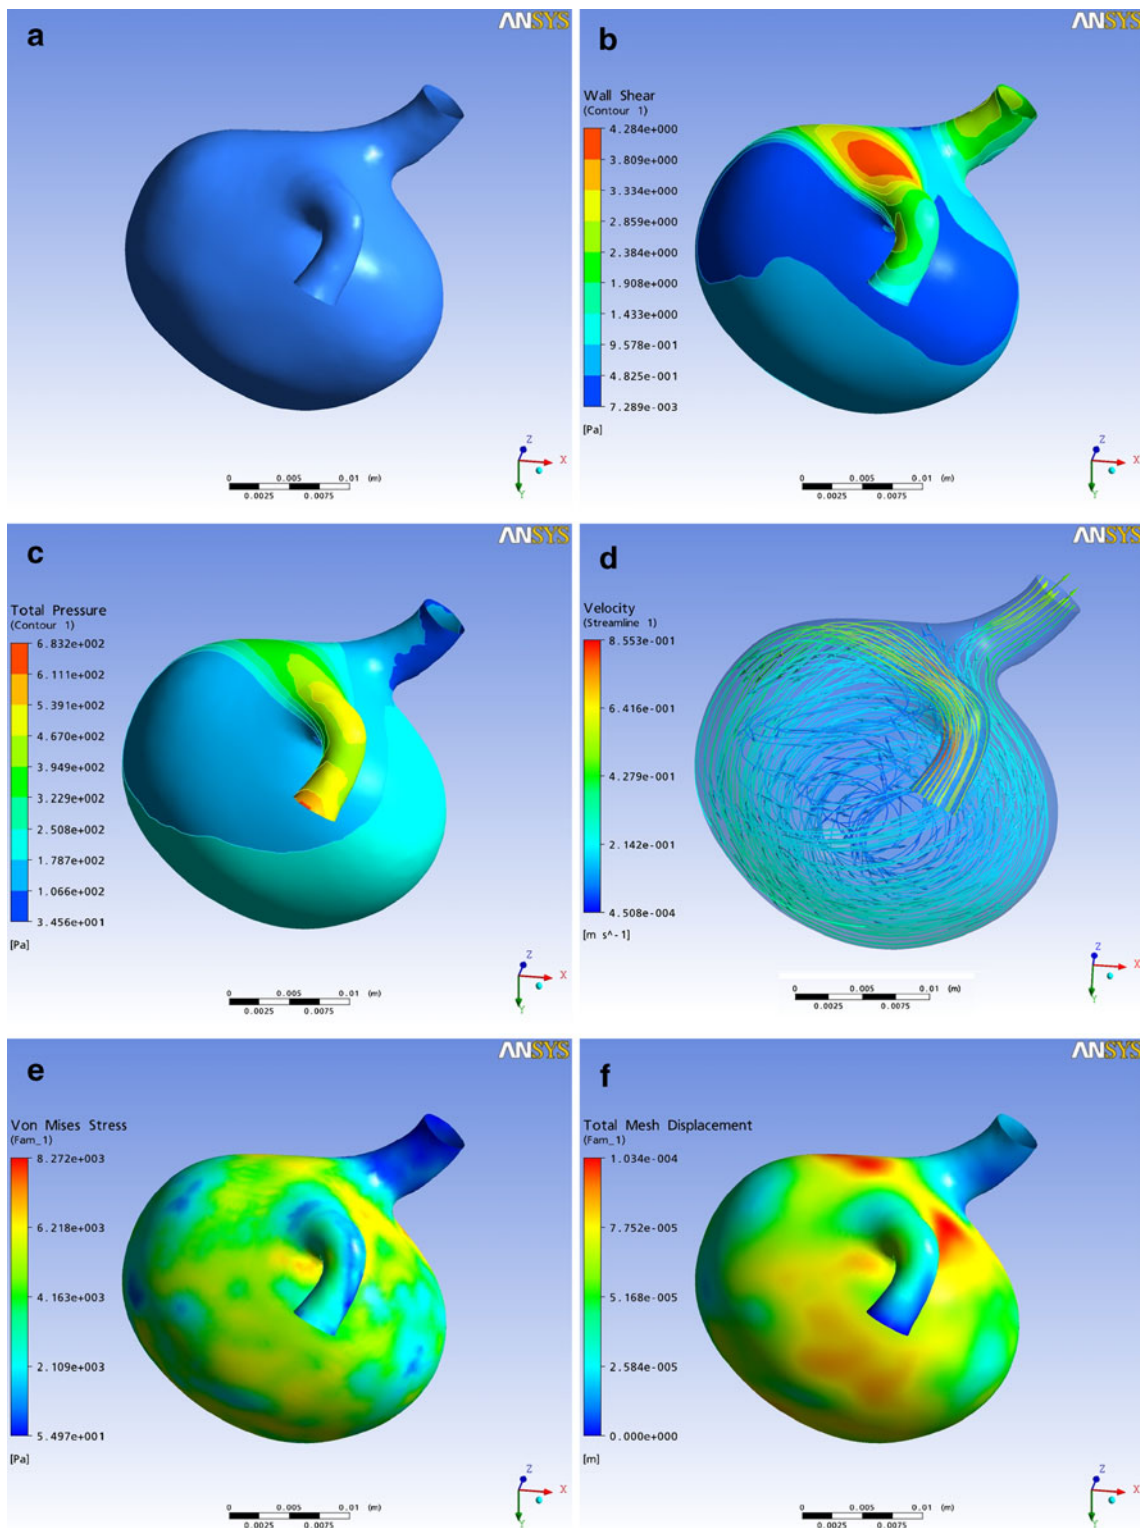 a
ANSYS
0 0.005 0.01 (m)
0.0025 0.0075
Z
X
Y
b
ANSYS
Wall Shear
(Contour 1)
4.284e+000
3.809e+000
3.334e+000
2.859e+000
2.384e+000
1.908e+000
1.433e+000
9.578e-001
4.825e-001
7.289e-003
[Pa]
0 0.005 0.01 (m)
0.0025 0.0075
Z
X
Y
c
ANSYS
Total Pressure
(Contour 1)
6.832e+002
6.111e+002
5.391e+002
4.670e+002
3.949e+002
3.229e+002
2.508e+002
1.787e+002
1.066e+002
3.456e+001
[Pa]
0 0.005 0.01 (m)
0.0025 0.0075
Z
X
Y
d
ANSYS
Velocity
(Streamline 1)
8.553e-001
6.416e-001
4.279e-001
2.142e-001
4.508e-004
[m s^-1]
0 0.005 0.01 (m)
0.0025 0.0075
Z
X
Y
e
ANSYS
Von Mises Stress
(Fam_1)
8.272e+003
6.218e+003
4.163e+003
2.109e+003
5.497e+001
[Pa]
0 0.005 0.01 (m)
0.0025 0.0075
Z
X
Y
f
ANSYS
Total Mesh Displacement
(Fam_1)
1.034e-004
7.752e-005
5.168e-005
2.584e-005
0.000e+000
[m]
0 0.005 0.01 (m)
0.0025 0.0075
Z
X
Y